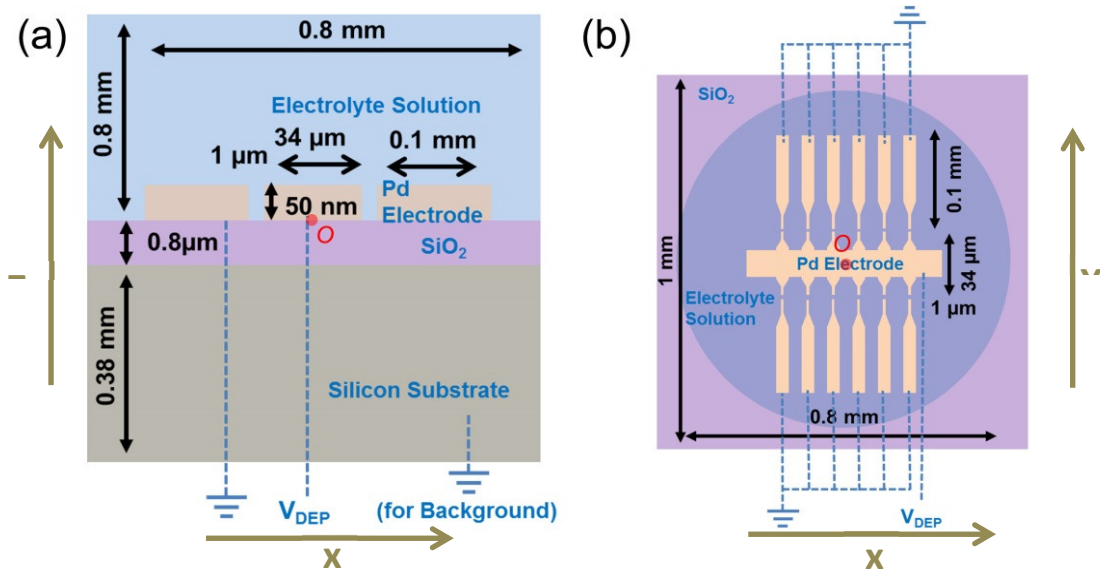 (a)
0.8 mm
0.8 mm
Electrolyte Solution
34 µm
0.1 mm
1 µm
50 nm
Pd
Electrode
O
0.8µm
SiO2
0.38 mm
Silicon Substrate
VDEP
(for Background)
X
(b)
SiO2
1 mm
0.1 mm
O
Pd Electrode
34 µm
Electrolyte
Solution
1 µm
0.8 mm
VDEP
X